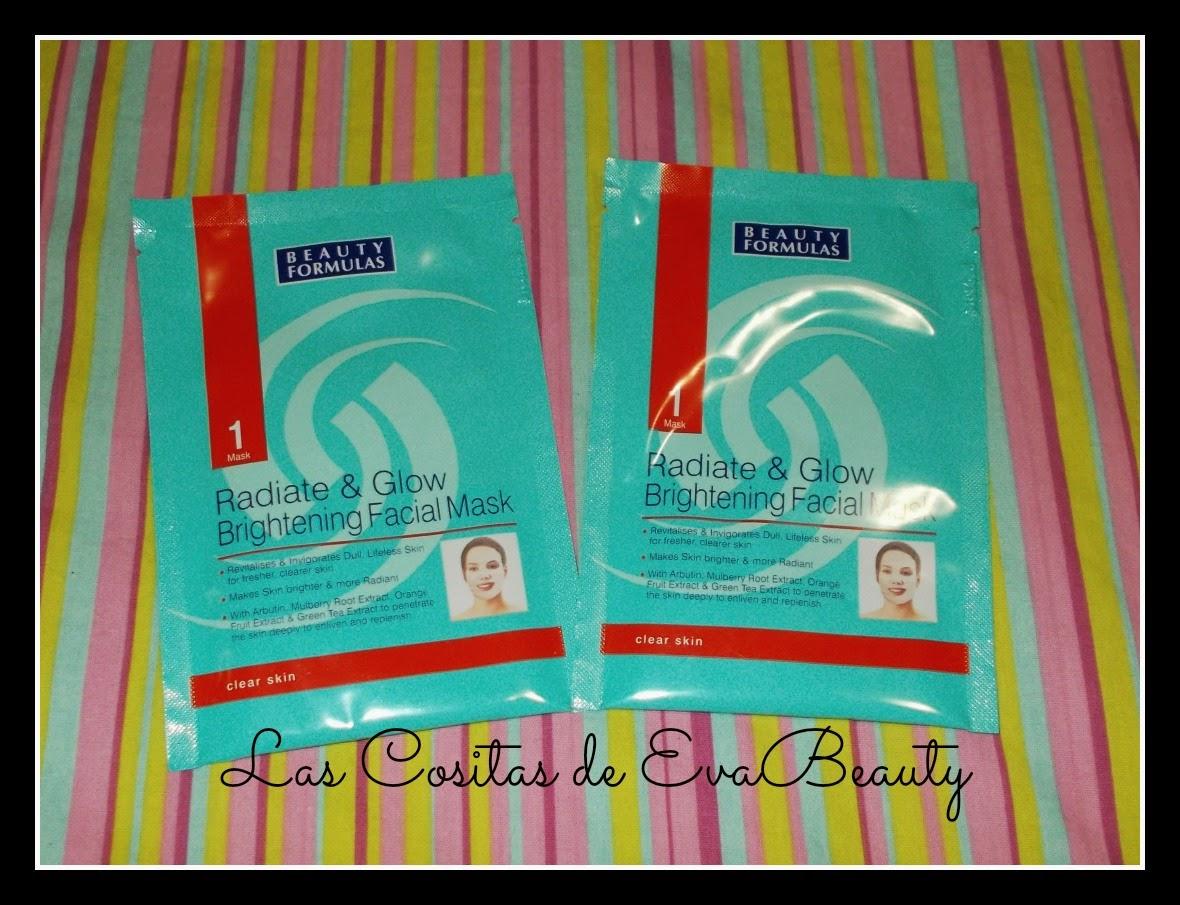 BEAUTY
FORMULAS
1
Mask
Radiate & Glow
Brightening Facial Mask
• Revitalises & Invigorates Dull, Lifeless Skin
for fresher, clearer skin
• Makes Skin brighter & more Radiant
• With Arbutin, Mulberry Root Extract, Orange
Fruit Extract & Green Tea Extract to penetrate
the skin deeply to enliven and replenish
clear skin
BEAUTY
FORMULAS
1
Mask
Radiate & Glow
Brightening Facial Mask
• Revitalises & Invigorates Dull, Lifeless Skin
for fresher, clearer skin
• Makes Skin brighter & more Radiant
• With Arbutin, Mulberry Root Extract, Orange
Fruit Extract & Green Tea Extract to penetrate
the skin deeply to enliven and replenish
clear skin
Las Cositas de EvaBeauty